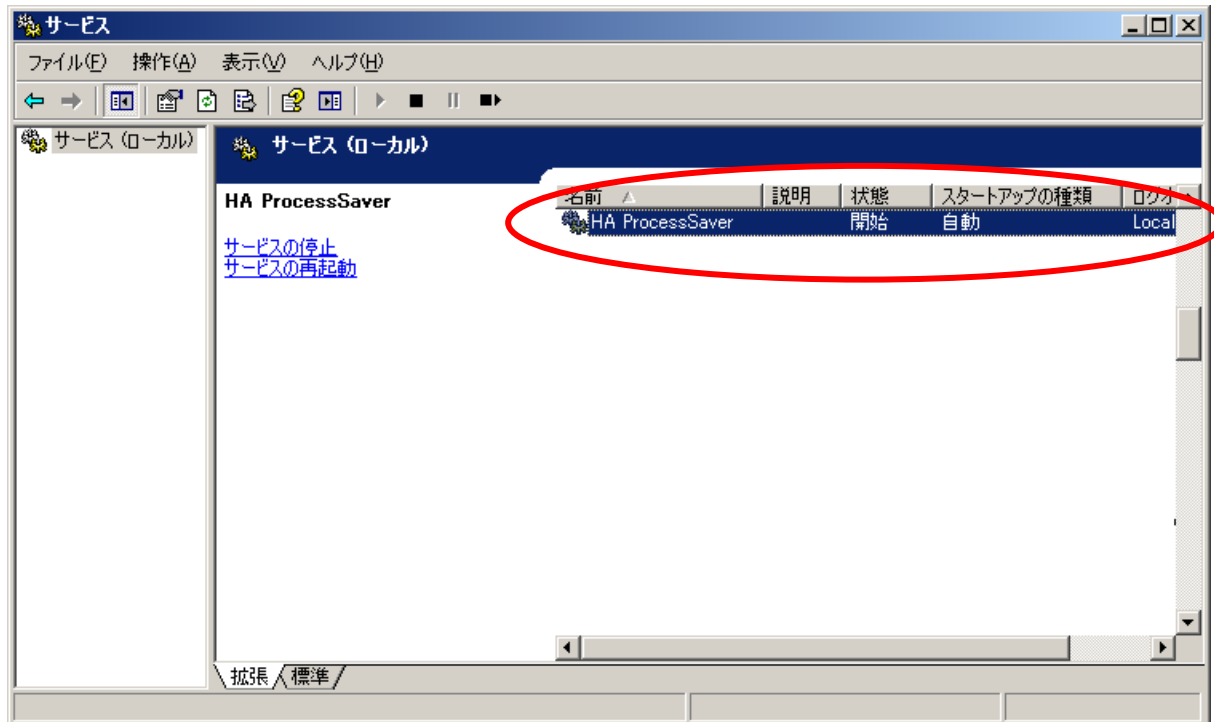 サービス
ファイル(F) 操作(A) 表示(V) ヘルプ(H)
サービス (ローカル)
サービス (ローカル)
HA ProcessSaver
サービスの停止
サービスの再起動
名前 説明 状態 スタートアップの種類 ログオ
HA ProcessSaver 開始 自動 Local
拡張 標準